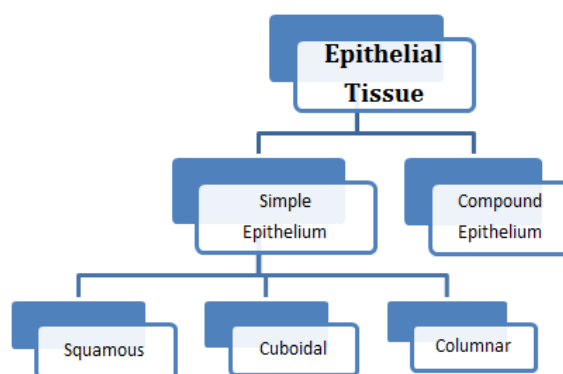 Epithelial
Tissue
Simple
Epithelium
Compound
Epithelium
Squamous
Cuboidal
Columnar